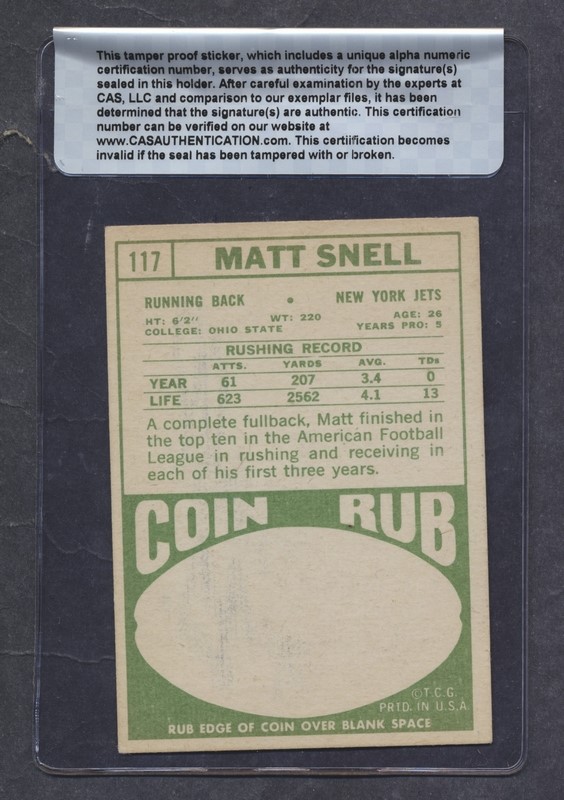 This tamper proof sticker, which includes a unique alpha numeric
certification number, serves as authenticity for the signature(s)
sealed in this holder. After careful examination by the experts at
CAS, LLC and comparison to our exemplar files, it has been
determined that the signature(s) are authentic. This certification
number can be verified on our website at
www.CASAUTHENTICATION.com. This certiification becomes
invalid if the seal has been tampered with or broken.
117 MATT SNELL
RUNNING BACK • NEW YORK JETS
HT: 6'2" WT: 220 AGE: 26
COLLEGE: OHIO STATE YEARS PRO: 5
RUSHING RECORD
ATTS. YARDS AVG. TDs
YEAR 61 207 3.4 0
LIFE 623 2562 4.1 13
A complete fullback, Matt finished in
the top ten in the American Football
League in rushing and receiving in
each of his first three years.
COIN RUB
©T.C.G.
PRTD. IN U.S.A.
RUB EDGE OF COIN OVER BLANK SPACE